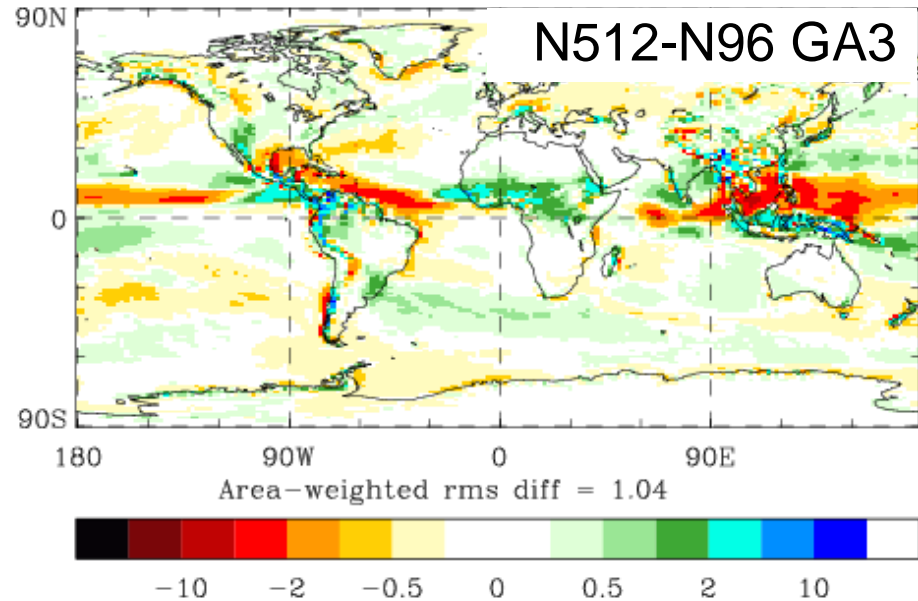 90N
N512-N96 GA3
0
90S
180 90W 0 90E
Area-weighted rms diff = 1.04
-10 -2 -0.5 0 0.5 2 10